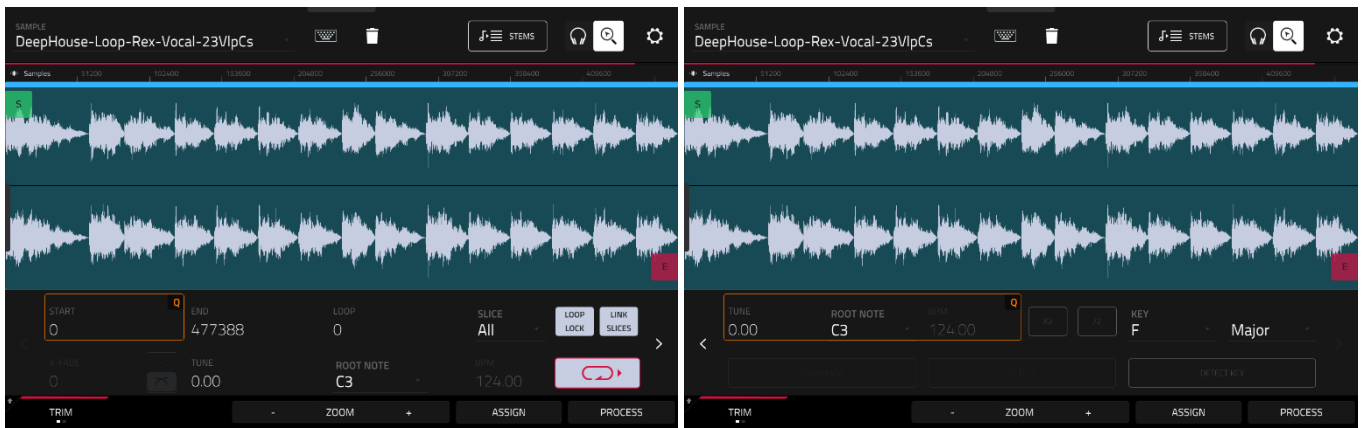 SAMPLE
DeepHouse-Loop-Rex-Vocal-23VlpCs
STEMS
Samples 51200 102400 153600 204800 256000 307200 358400 409600
S
E
START Q END LOOP SLICE
0 477388 0 All LOOP LOCK LINK SLICES
X-FADE TUNE ROOT NOTE BPM
0 0.00 C3 124.00
TRIM - ZOOM + ASSIGN PROCESS
SAMPLE
DeepHouse-Loop-Rex-Vocal-23VlpCs
STEMS
Samples 51200 102400 153600 204800 256000 307200 358400 409600
S
E
TUNE ROOT NOTE BPM Q KEY
0.00 C3 124.00 F Major
DETECT KEY
TRIM - ZOOM + ASSIGN PROCESS